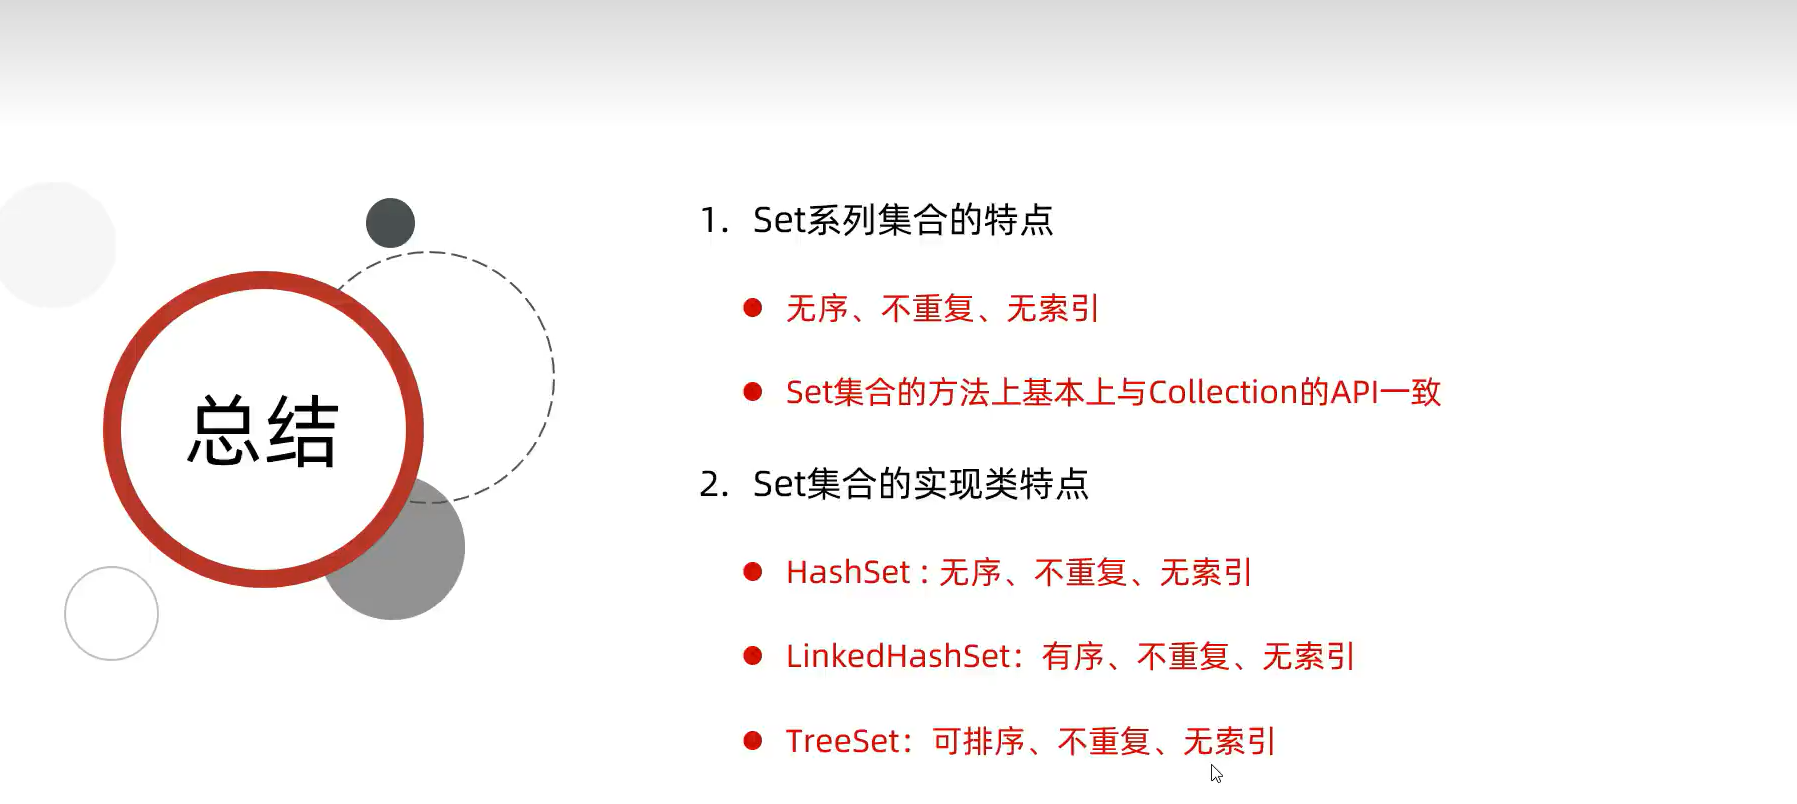 总结
1. Set系列集合的特点
无序、不重复、无索引
Set集合的方法上基本上与Collection的API一致
2. Set集合的实现类特点
HashSet : 无序、不重复、无索引
LinkedHashSet：有序、不重复、无索引
TreeSet：可排序、不重复、无索引